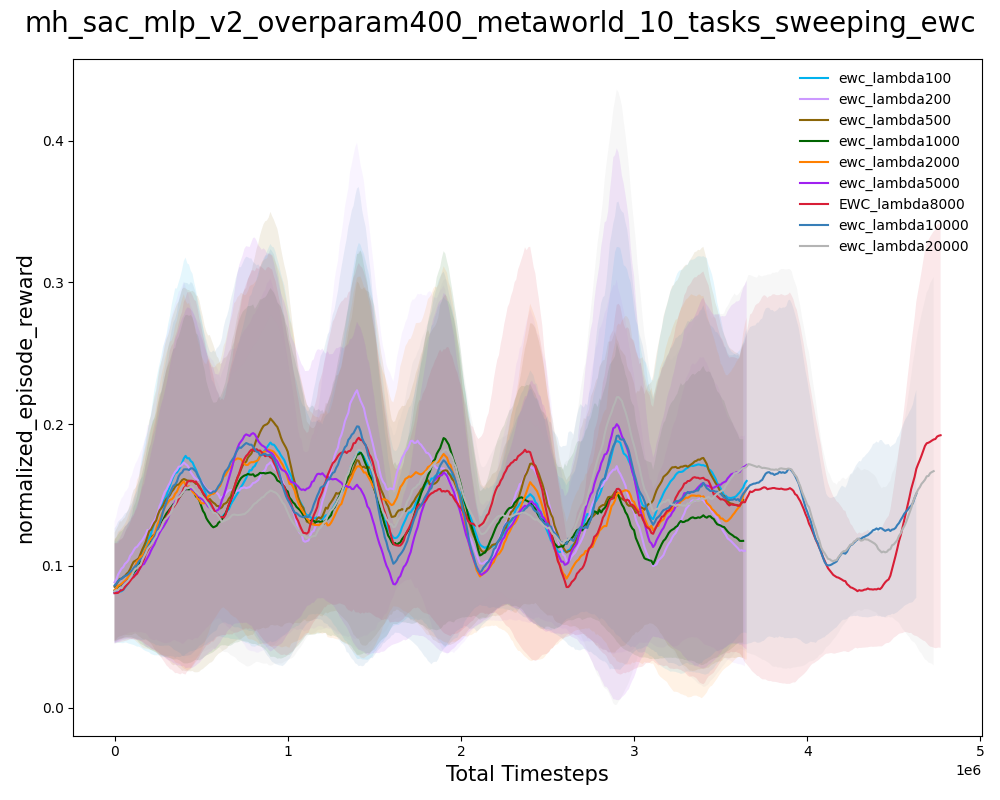 mh_sac_mlp_v2_overparam400_metaworld_10_tasks_sweeping_ewc
ewc_lambda100
ewc_lambda200
ewc_lambda500
ewc_lambda1000
ewc_lambda2000
ewc_lambda5000
EWC_lambda8000
ewc_lambda10000
ewc_lambda20000
normalized_episode_reward
0.4
0.3
0.2
0.1
0.0
0
1
2
3
4
5
1e6
Total Timesteps